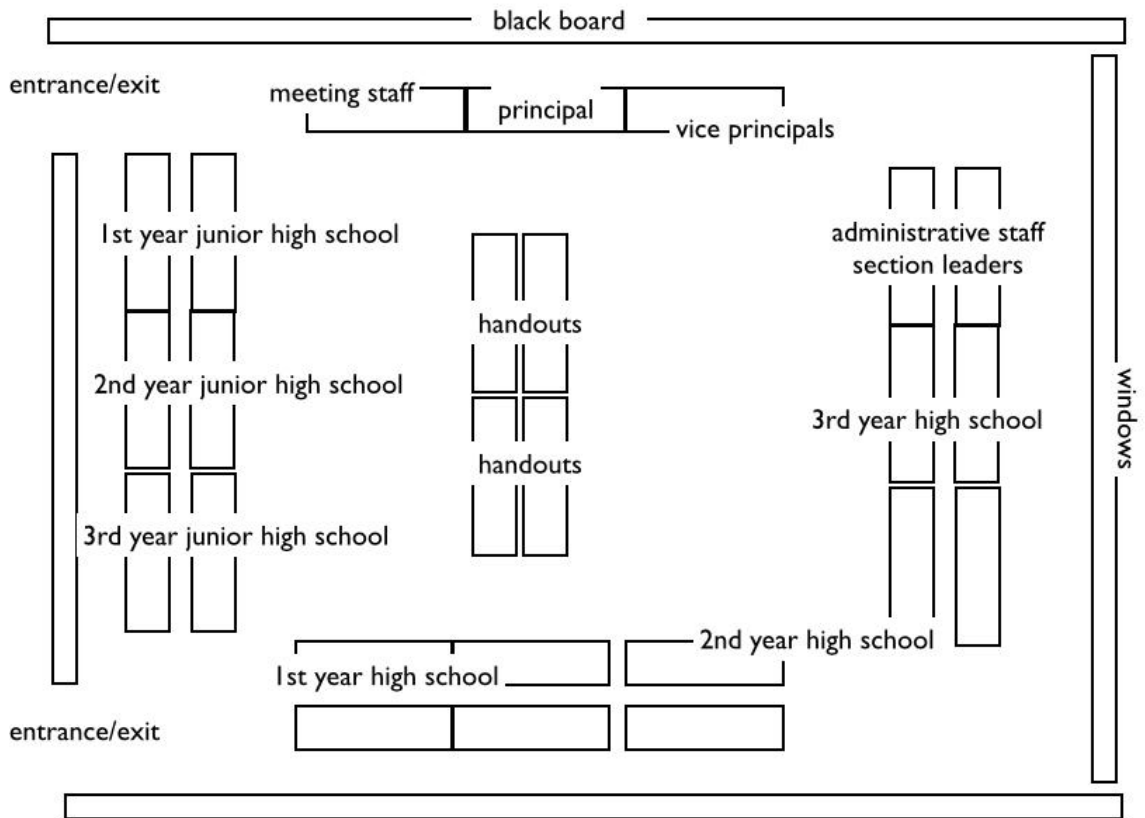 black board
entrance/exit
meeting staff
principal
vice principals
1st year junior high school
administrative staff
section leaders
handouts
2nd year junior high school
windows
3rd year high school
handouts
3rd year junior high school
2nd year high school
1st year high school
entrance/exit